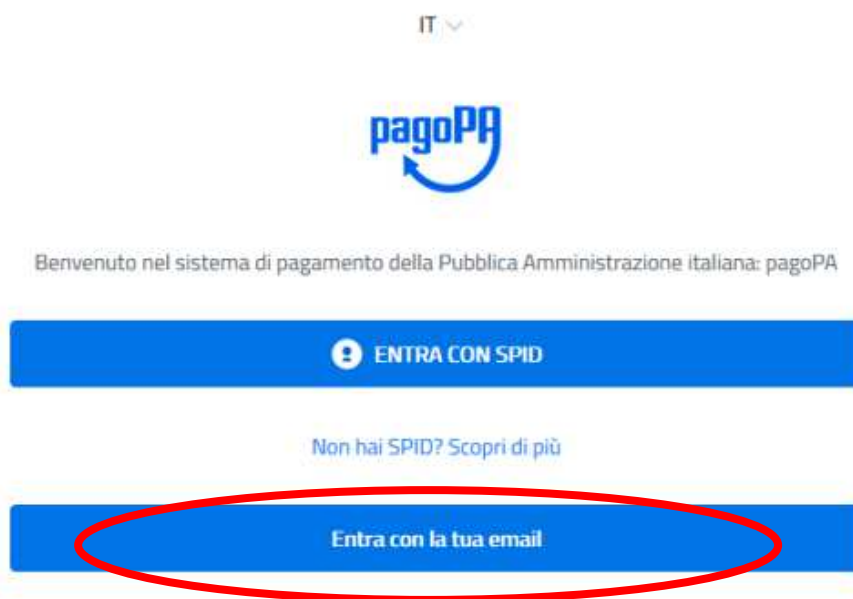 IT
pagoPA
Benvenuto nel sistema di pagamento della Pubblica Amministrazione italiana: pagoPA
ENTRA CON SPID
Non hai SPID? Scopri di più
Entra con la tua email